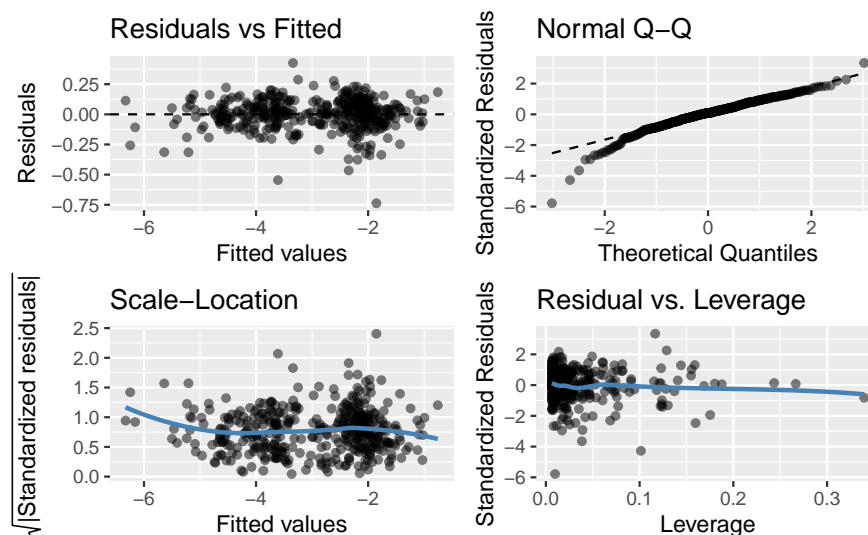 Residuals vs Fitted
Residuals
0.25
0.00
−0.25
−0.50
−0.75
−6
−4
−2
Fitted values
Normal Q−Q
Standardized Residuals
2
0
−2
−4
−6
−2
0
2
Theoretical Quantiles
Scale−Location
√|Standardized residuals|
2.5
2.0
1.5
1.0
0.5
0.0
−6
−4
−2
Fitted values
Residual vs. Leverage
Standardized Residuals
2
0
−2
−4
−6
0.0
0.1
0.2
0.3
Leverage